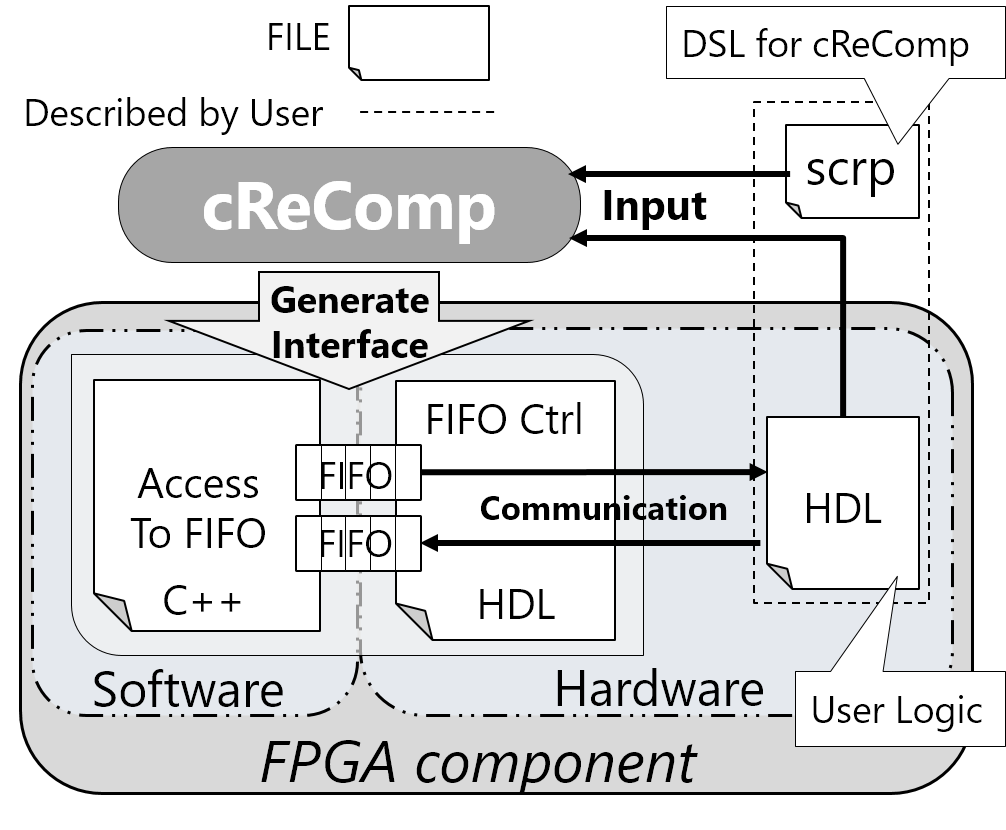 FILE
DSL for cReComp
Described by User
scrp
cReComp
Input
Generate
Interface
FIFO Ctrl
Access
To FIFO
C++
FIFO
FIFO
Communication
HDL
HDL
Software
Hardware
User Logic
FPGA component